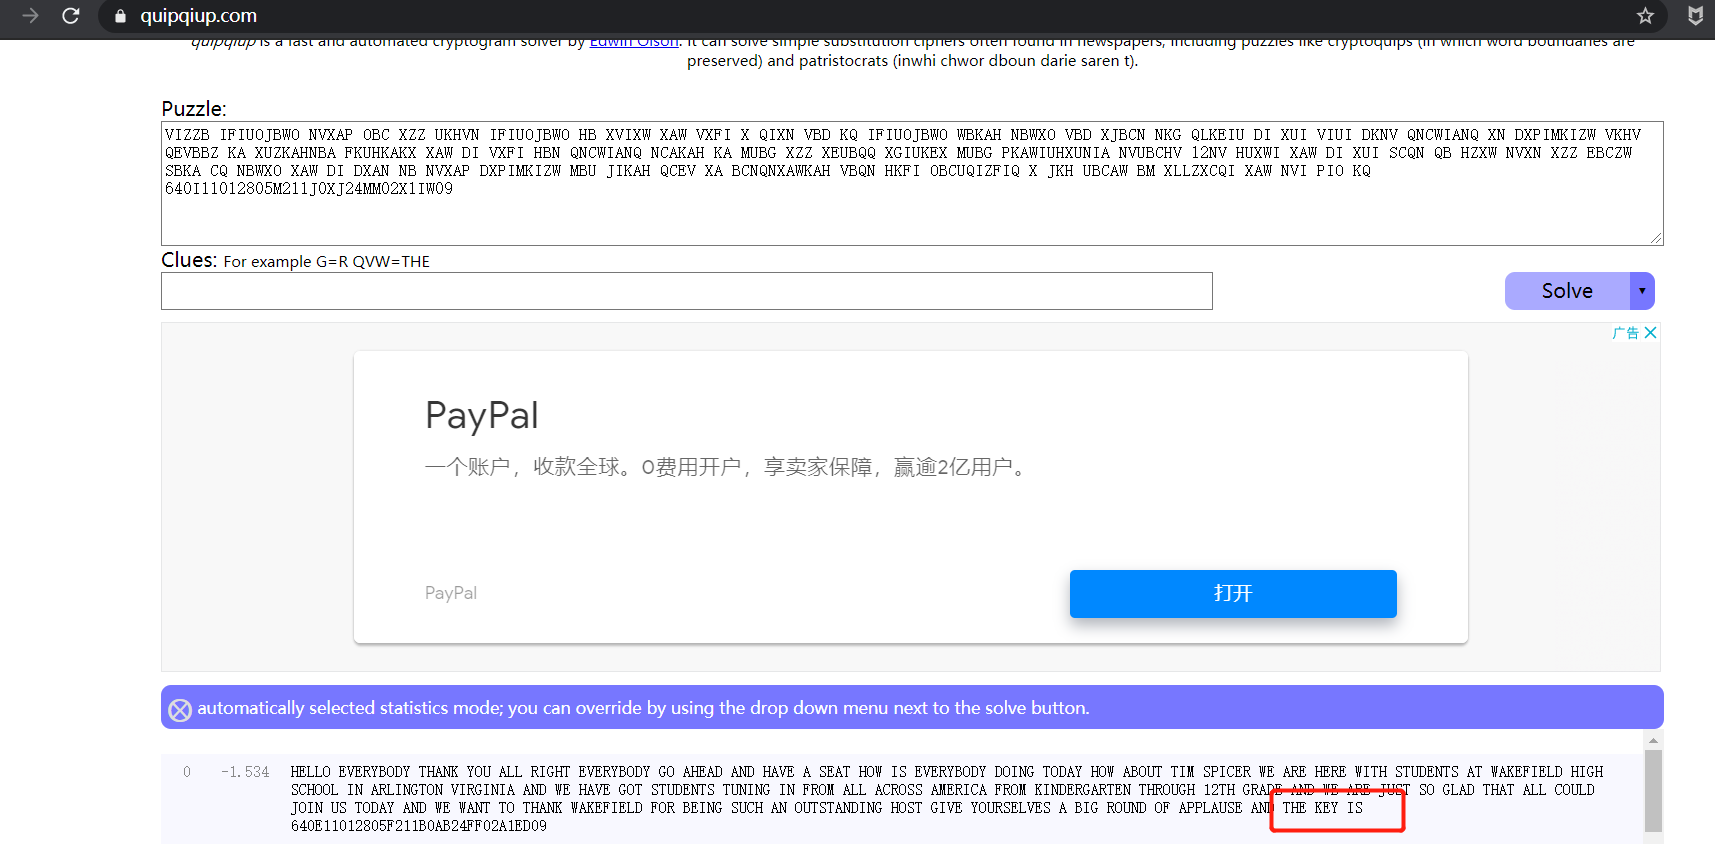 quipqiup.com
quipqiup is a fast and automated cryptogram solver by Edwin Olson. It can solve simple substitution ciphers often found in newspapers, including puzzles like cryptoquips (in which word boundaries are
preserved) and patristocrats (inwhi chwor dboun darie saren t).
Puzzle:
VIZZB IFIUOJBWO NVXAP OBC XZZ UKHVN IFIUOJBWO HB XVIXW XAW VXFI X QIXN VBD KQ IFIUOJBWO WBKAH NBWXO VBD XJBCN NKG QLKEIU DI XUI VIUI DKNV QNCWIANQ XN DXPIMKIZW VKHV
QEVBBZ KA XUZKAHNBA FKUHKAKX XAW DI VXFI HBN QNCWIANQ NCAKAH KA MUBG XZZ XEUBQQ XGIUKEX MUBG PKAWIUHXUNIA NVUBCHV 12NV HUXWI XAW DI XUI SCQN QB HZXW NVXN XZZ EBCZW
SBKA CQ NBWXO XAW DI DXAN NB NVXAP DXPIMKIZW MBU JIKAH QCEV XA BCNQNXAWKAH VBQN HKFI OBCUQIZFIQ X JKH UBCAW BM XLLZXCQI XAW NVI PIO KQ
640I11012805M211J0XJ24MM02X1IW09
Clues: For example G=R QVW=THE
Solve
广告
PayPal
一个账户，收款全球。0费用开户，享卖家保障，赢逾2亿用户。
PayPal
打开
automatically selected statistics mode; you can override by using the drop down menu next to the solve button.
0 -1.534 HELLO EVERYBODY THANK YOU ALL RIGHT EVERYBODY GO AHEAD AND HAVE A SEAT HOW IS EVERYBODY DOING TODAY HOW ABOUT TIM SPICER WE ARE HERE WITH STUDENTS AT WAKEFIELD HIGH
SCHOOL IN ARLINGTON VIRGINIA AND WE HAVE GOT STUDENTS TUNING IN FROM ALL ACROSS AMERICA FROM KINDERGARTEN THROUGH 12TH GRADE AND WE ARE JUST SO GLAD THAT ALL COULD
JOIN US TODAY AND WE WANT TO THANK WAKEFIELD FOR BEING SUCH AN OUTSTANDING HOST GIVE YOURSELVES A BIG ROUND OF APPLAUSE AND THE KEY IS
640E11012805F211B0AB24FF02A1ED09